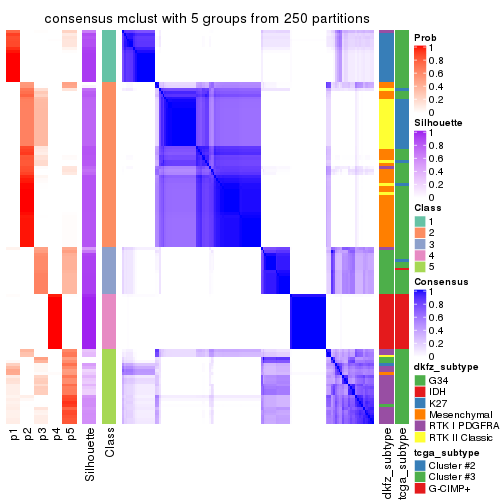 consensus mclust with 5 groups from 250 partitions
Prob
1
0.8
0.6
0.4
0.2
0
Silhouette
1
0.8
0.6
0.4
0.2
0
Class
1
2
3
4
5
Consensus
1
0.8
0.6
0.4
0.2
0
dkfz_subtype
G34
IDH
K27
Mesenchymal
RTK I PDGFRA
RTK II Classic
tcga_subtype
Cluster #2
Cluster #3
G-CIMP+
p1
p2
p3
p4
p5
Silhouette
Class
dkfz_subtype
tcga_subtype